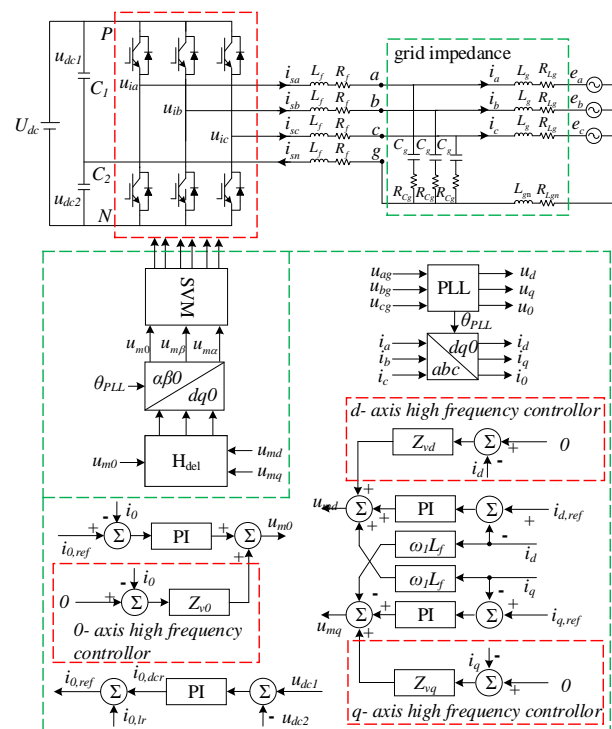 P
u_dc1
C_1
U_dc
C_2
u_dc2
N
u_ia
u_ib
u_ic
i_sa L_f R_f a
i_sb L_f R_f b
i_sc L_f R_f c
i_sn L_f R_f g
grid impedance
i_a L_g R_Lg e_a
i_b L_g R_Lg e_b
i_c L_g R_Lg e_c
C_g C_g C_g
R_Cg R_Cg R_Cg
L_gn R_Lgn
SVM
u_m0 u_mβ u_mα
θ_PLL
αβ0
dq0
u_m0
H_del
u_md
u_mq
u_ag
u_bg
u_cg
PLL
u_d
u_q
u_0
θ_PLL
i_a
i_b
i_c
dq0
abc
i_d
i_q
i_0
d- axis high frequency controllor
Z_vd Σ + 0
i_d -
+
u_md Σ + PI Σ + i_d,ref
+ -
ω_1L_f i_d
ω_1L_f i_q
- -
u_mq Σ + PI Σ + i_q,ref
+
i_q -
Z_vq Σ + 0
q- axis high frequency controllor
- i_0
i_0,ref + Σ PI + Σ u_m0
+
- i_0
0 + Σ Z_v0
0- axis high frequency
controllor
i_0,ref Σ i_0,dcr PI Σ u_dc1
i_0,lr - u_dc2